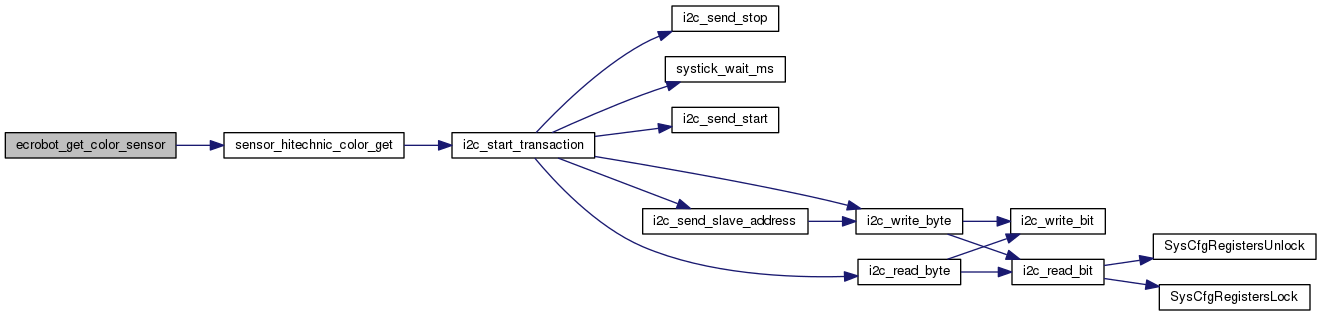 i2c_send_stop
systick_wait_ms
i2c_send_start
ecrobot_get_color_sensor
sensor_hitechnic_color_get
i2c_start_transaction
i2c_send_slave_address
i2c_write_byte
i2c_write_bit
SysCfgRegistersUnlock
i2c_read_byte
i2c_read_bit
SysCfgRegistersLock